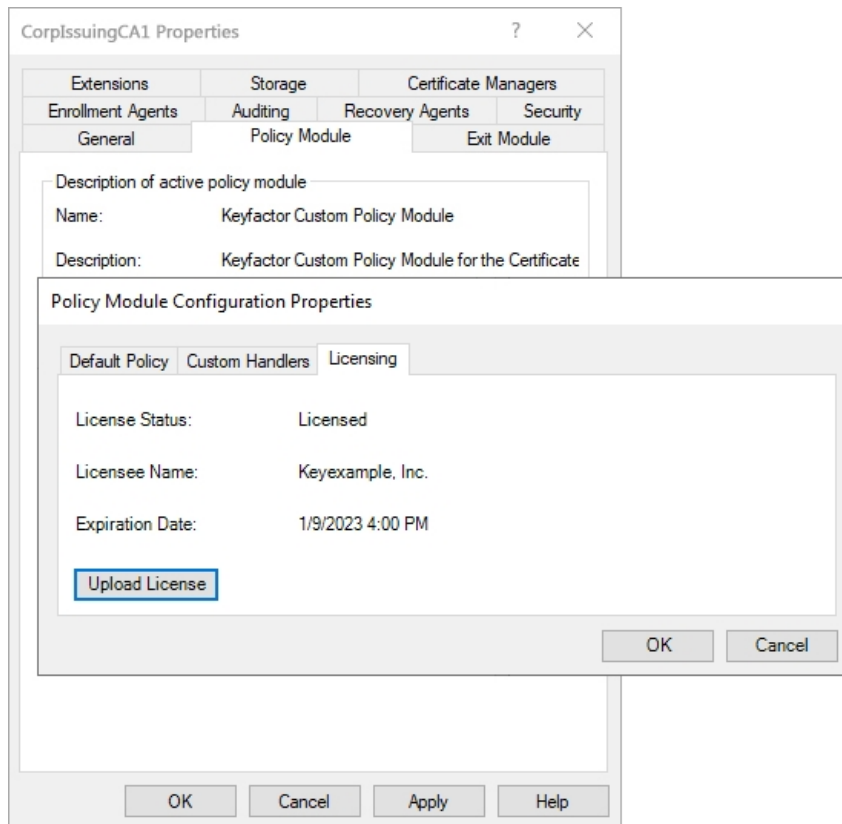 CorpIssuingCA1 Properties ?
Extensions Storage Certificate Managers
Enrollment Agents Auditing Recovery Agents Security
General Policy Module Exit Module
Description of active policy module
Name: Keyfactor Custom Policy Module
Description: Keyfactor Custom Policy Module for the Certificate
Policy Module Configuration Properties
Default Policy Custom Handlers Licensing
License Status: Licensed
Licensee Name: Keyexample, Inc.
Expiration Date: 1/9/2023 4:00 PM
Upload License
OK Cancel
OK Cancel Apply Help